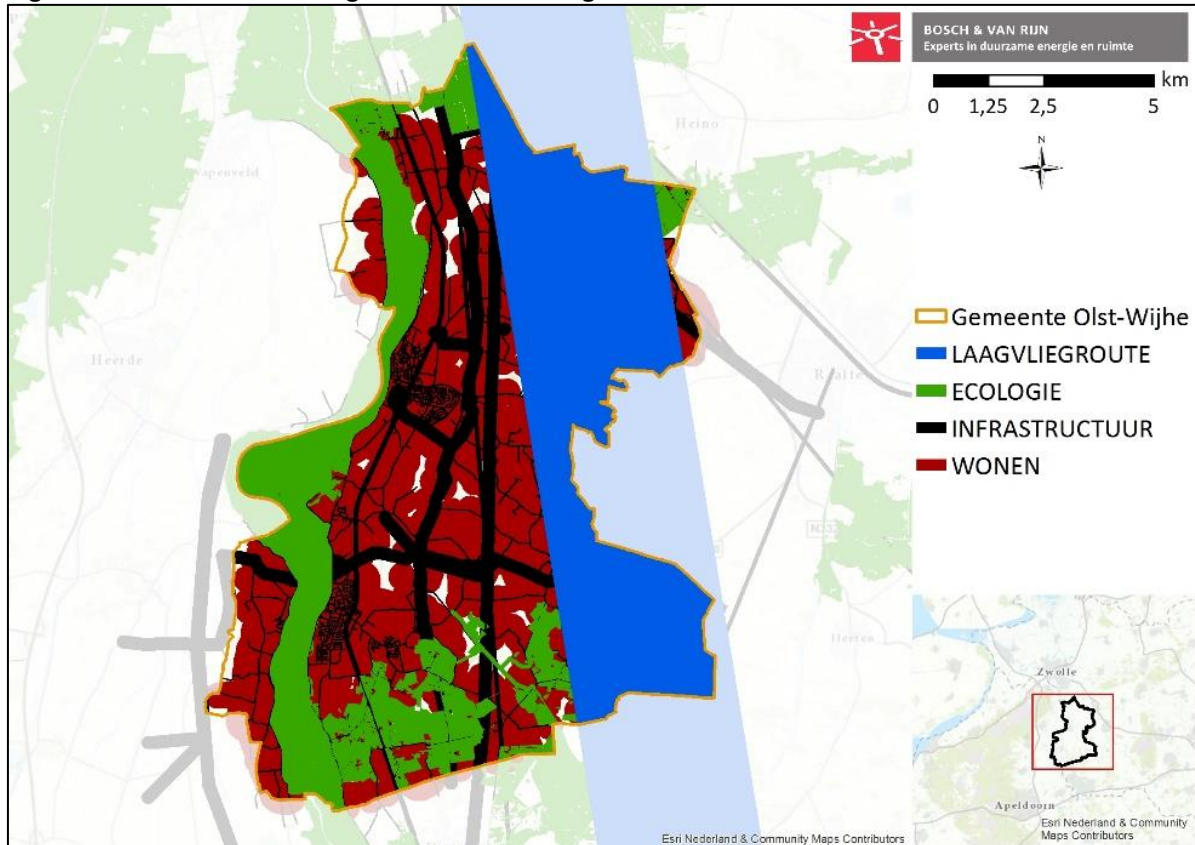 BOSCH & VAN RIJN
Experts in duurzame energie en ruimte
km
0 1,25 2,5 5
N
Heino
Wapenveld
Heerde
Raalte
Gemeente Olst-Wijhe
LAAGVLIEGROUTE
ECOLOGIE
INFRASTRUCTUUR
WONEN
Zwolle
Apeldoorn
Esri Nederland & Community Maps Contributors
Esri Nederland & Community
Maps Contributors